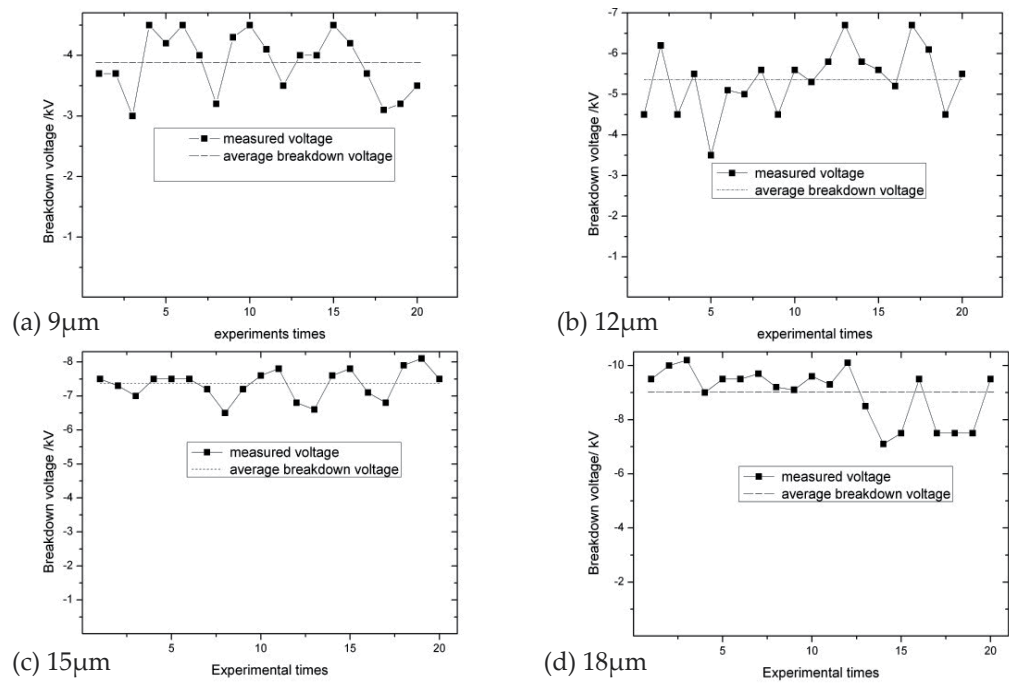 Breakdown voltage /kV
-4
-3
-2
-1
measured voltage
average breakdown voltage
5
10
15
20
experiments times
(a) 9μm
Breakdown voltage /kV
-7
-6
-5
-4
-3
-2
-1
measured voltage
average breakdown voltage
5
10
15
20
experimental times
(b) 12μm
Breakdown voltage /kV
-8
-7
-6
-5
-4
-3
-2
-1
measured voltage
average breakdown voltage
5
10
15
20
Experimental times
(c) 15μm
Breakdown voltage/ kV
-10
-8
-6
-4
-2
measured voltage
average breakdown voltage
5
10
15
20
Experimental times
(d) 18μm